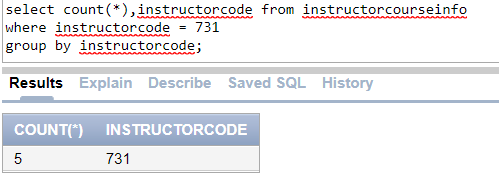 select count(*),instructorcode from instructorcourseinfo
where instructorcode = 731
group by instructorcode;
Results Explain Describe Saved SQL History
COUNT(*) INSTRUCTORCODE
5 731